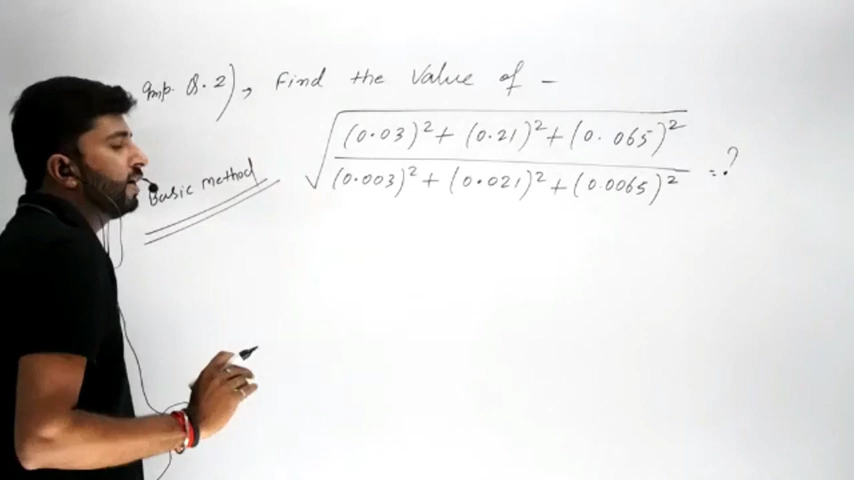 Imp. Q.2) → Find the value of –
√((0.03)² + (0.21)² + (0.065)²
(0.003)² + (0.021)² + (0.0065)²) = ?
Basic method